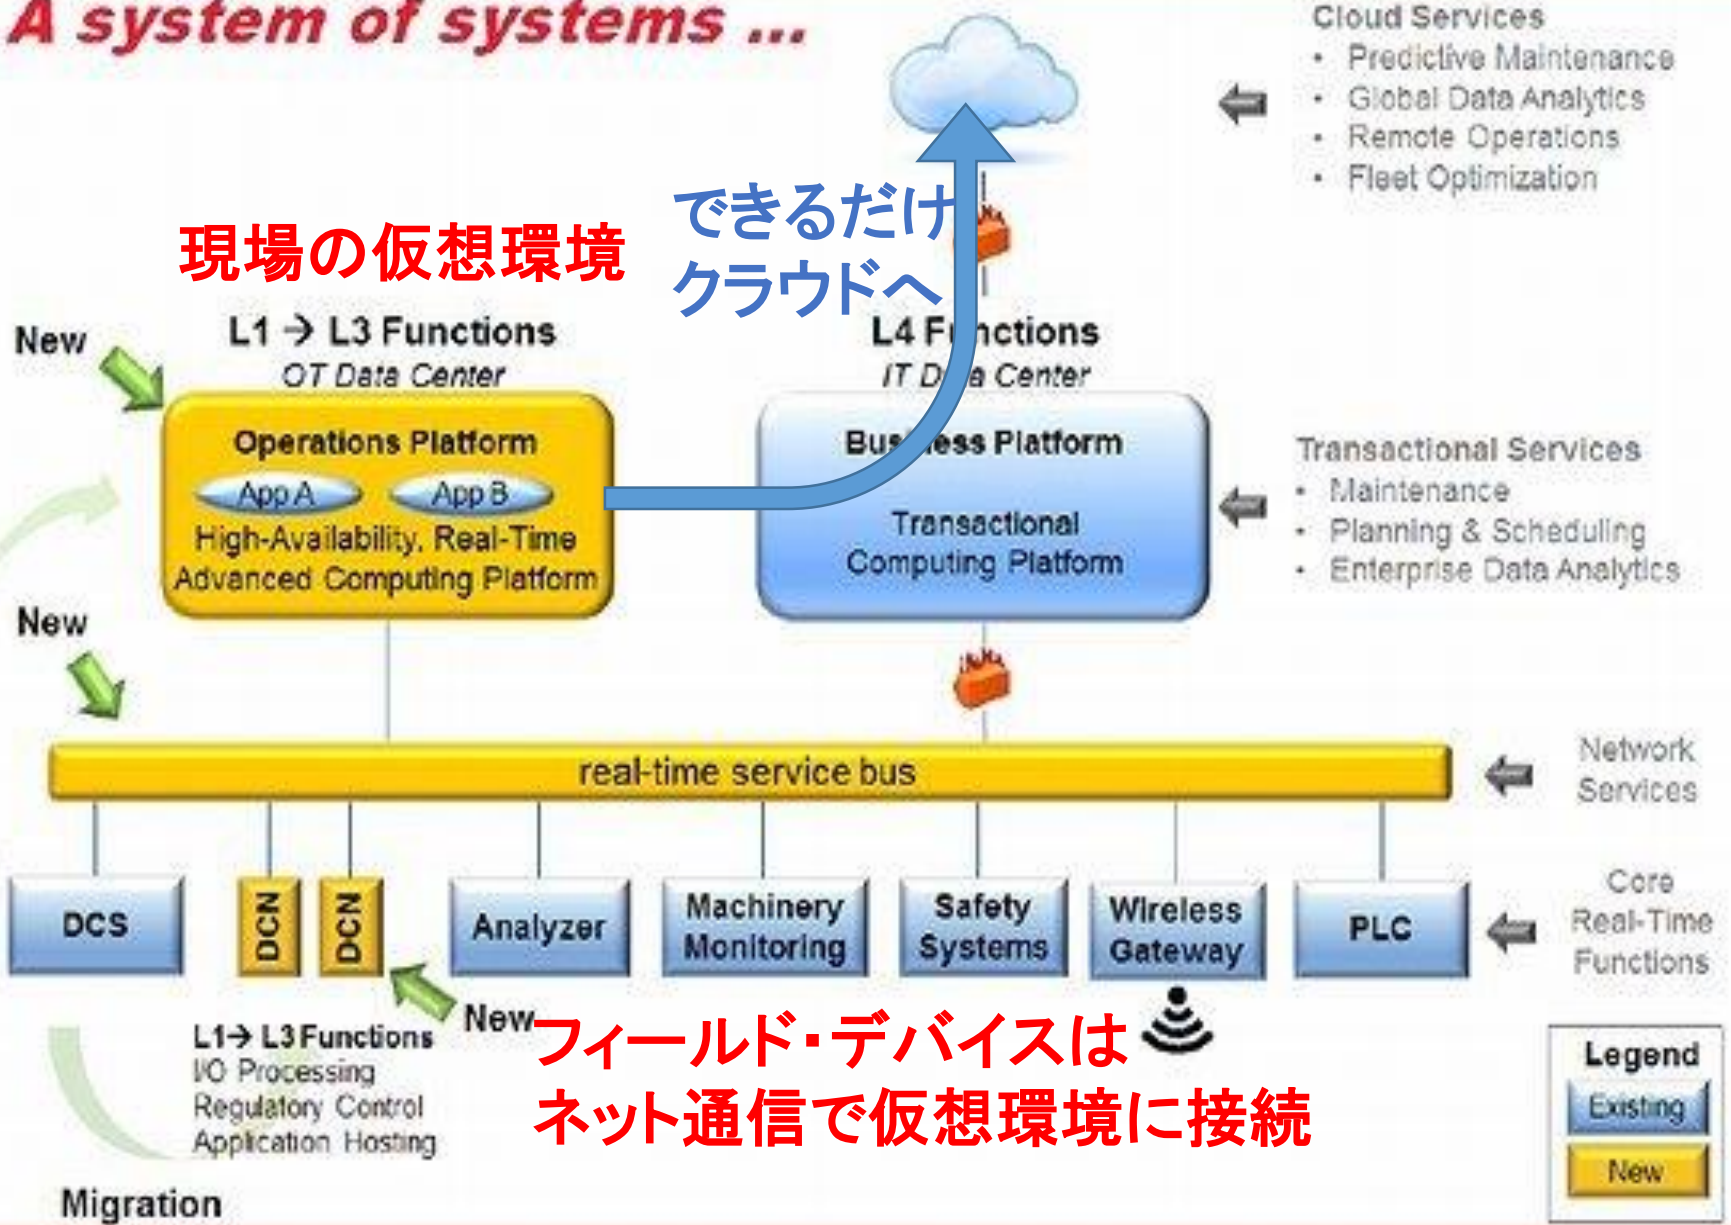 A system of systems ...
Cloud Services
• Predictive Maintenance
• Global Data Analytics
• Remote Operations
• Fleet Optimization
できるだけ
クラウドへ
現場の仮想環境
New
L1 → L3 Functions
OT Data Center
L4 Functions
IT Data Center
Operations Platform
App A
App B
High-Availability, Real-Time
Advanced Computing Platform
Business Platform
Transactional
Computing Platform
Transactional Services
• Maintenance
• Planning & Scheduling
• Enterprise Data Analytics
New
real-time service bus
Network
Services
DCS
DCN
DCN
Analyzer
Machinery
Monitoring
Safety
Systems
Wireless
Gateway
PLC
Core
Real-Time
Functions
New
L1→ L3 Functions
I/O Processing
Regulatory Control
Application Hosting
フィールド・デバイスは
ネット通信で仮想環境に接続
Legend
Existing
New
Migration